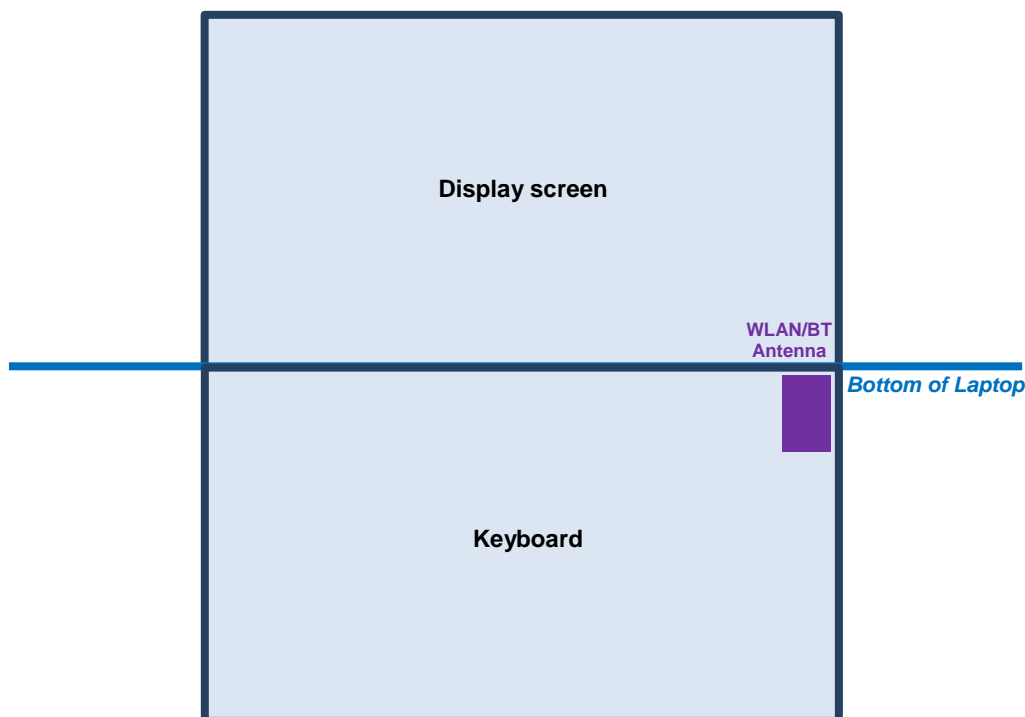 Display screen
WLAN/BT
Antenna
Bottom of Laptop
Keyboard